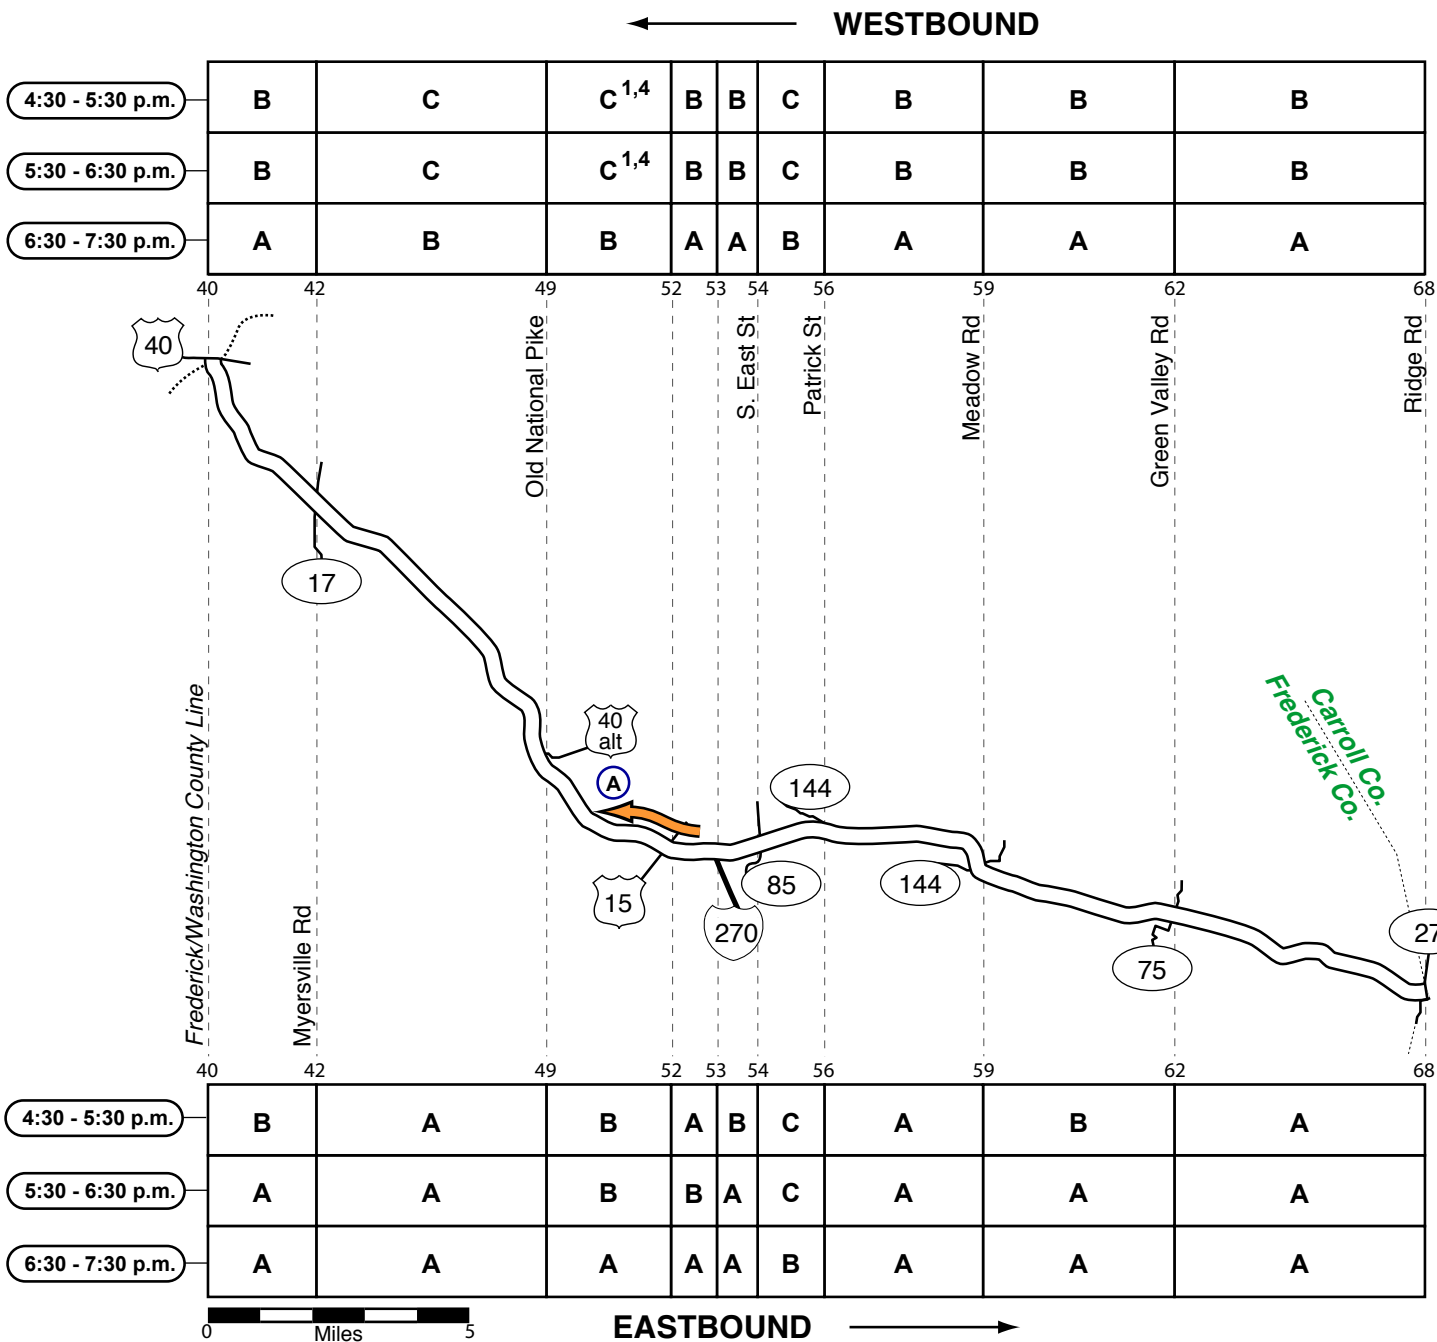 WESTBOUND
4:30 - 5:30 p.m. B C C 1,4 B B C B B B
5:30 - 6:30 p.m. B C C 1,4 B B C B B B
6:30 - 7:30 p.m. A B B A A B A A A
40 42 49 52 53 54 56 59 62 68
40
Old National Pike
S. East St
Patrick St
Meadow Rd
Green Valley Rd
Ridge Rd
17
Frederick/Washington County Line
Myersville Rd
40
alt
A
Carroll Co.
Frederick Co.
144
15
85
144
270
75
27
40 42 49 52 53 54 56 59 62 68
4:30 - 5:30 p.m. B A B A B C A B A
5:30 - 6:30 p.m. A A B B A C A A A
6:30 - 7:30 p.m. A A A A A B A A A
0 Miles 5
EASTBOUND